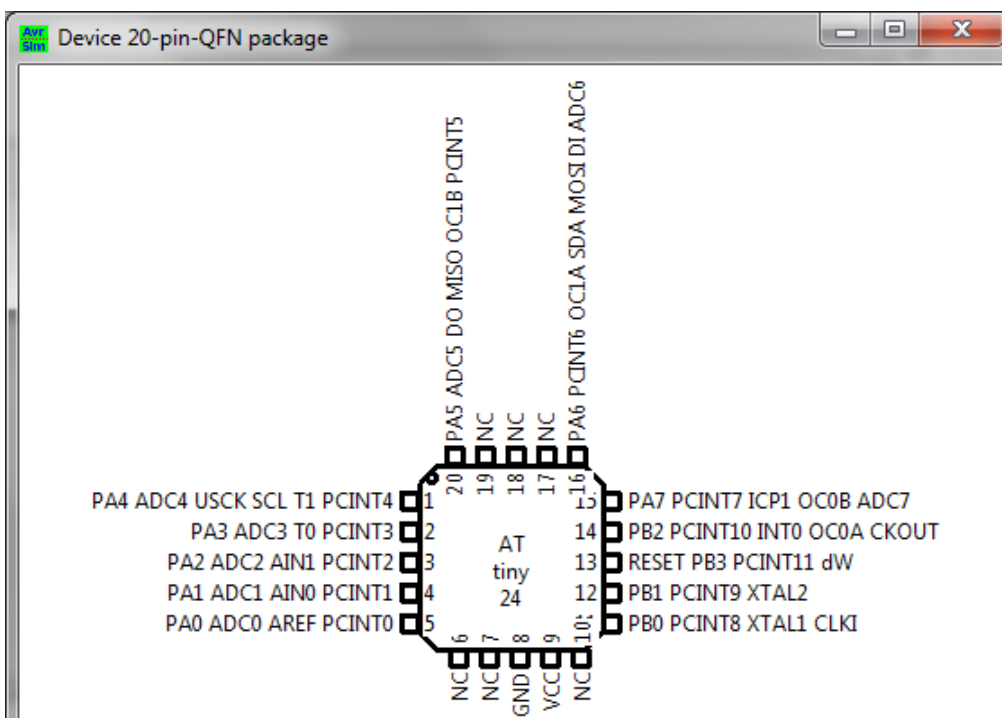 Avr
Sim
Device 20-pin-QFN package
PA5 ADC5 DO MISO OC1B PCINT5
NC
NC
NC
PA6 PCINT6 OC1A SDA MOSI DI ADC6
20
19
18
17
16
PA4 ADC4 USCK SCL T1 PCINT4 1
PA3 ADC3 T0 PCINT3 2
PA2 ADC2 AIN1 PCINT2 3
PA1 ADC1 AIN0 PCINT1 4
PA0 ADC0 AREF PCINT0 5
AT
tiny
24
15 PA7 PCINT7 ICP1 OC0B ADC7
14 PB2 PCINT10 INT0 OC0A CKOUT
13 RESET PB3 PCINT11 dW
12 PB1 PCINT9 XTAL2
11 PB0 PCINT8 XTAL1 CLKI
6
7
8
9
10
NC
NC
GND
VCC
NC